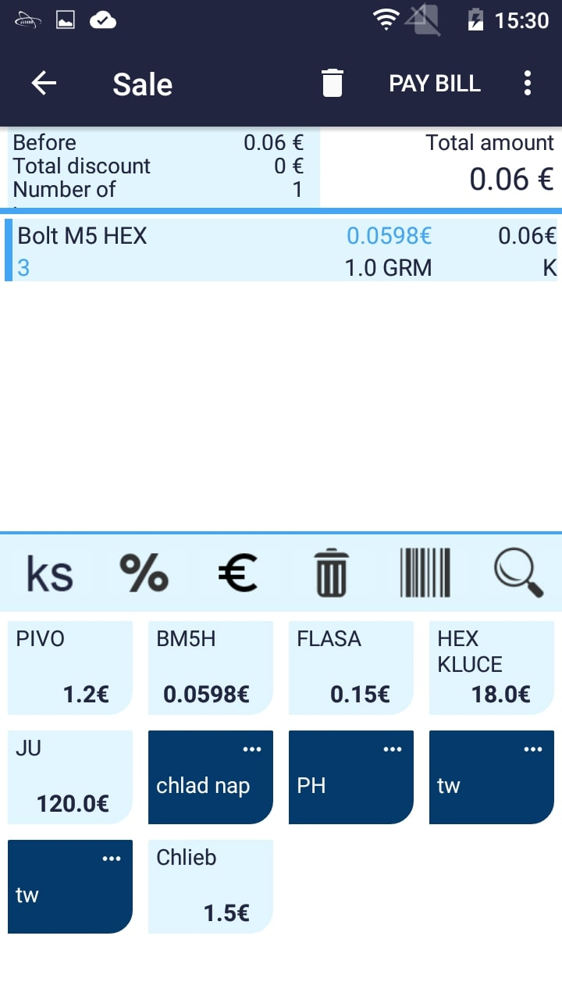 15:30
Sale PAY BILL
Before 0.06 €
Total discount 0 €
Number of 1
Total amount
0.06 €
Bolt M5 HEX 0.0598€ 0.06€
3 1.0 GRM K
ks % €
PIVO
1.2€
BM5H
0.0598€
FLASA
0.15€
HEX
KLUCE
18.0€
JU
120.0€
chlad nap
PH
tw
tw
Chlieb
1.5€